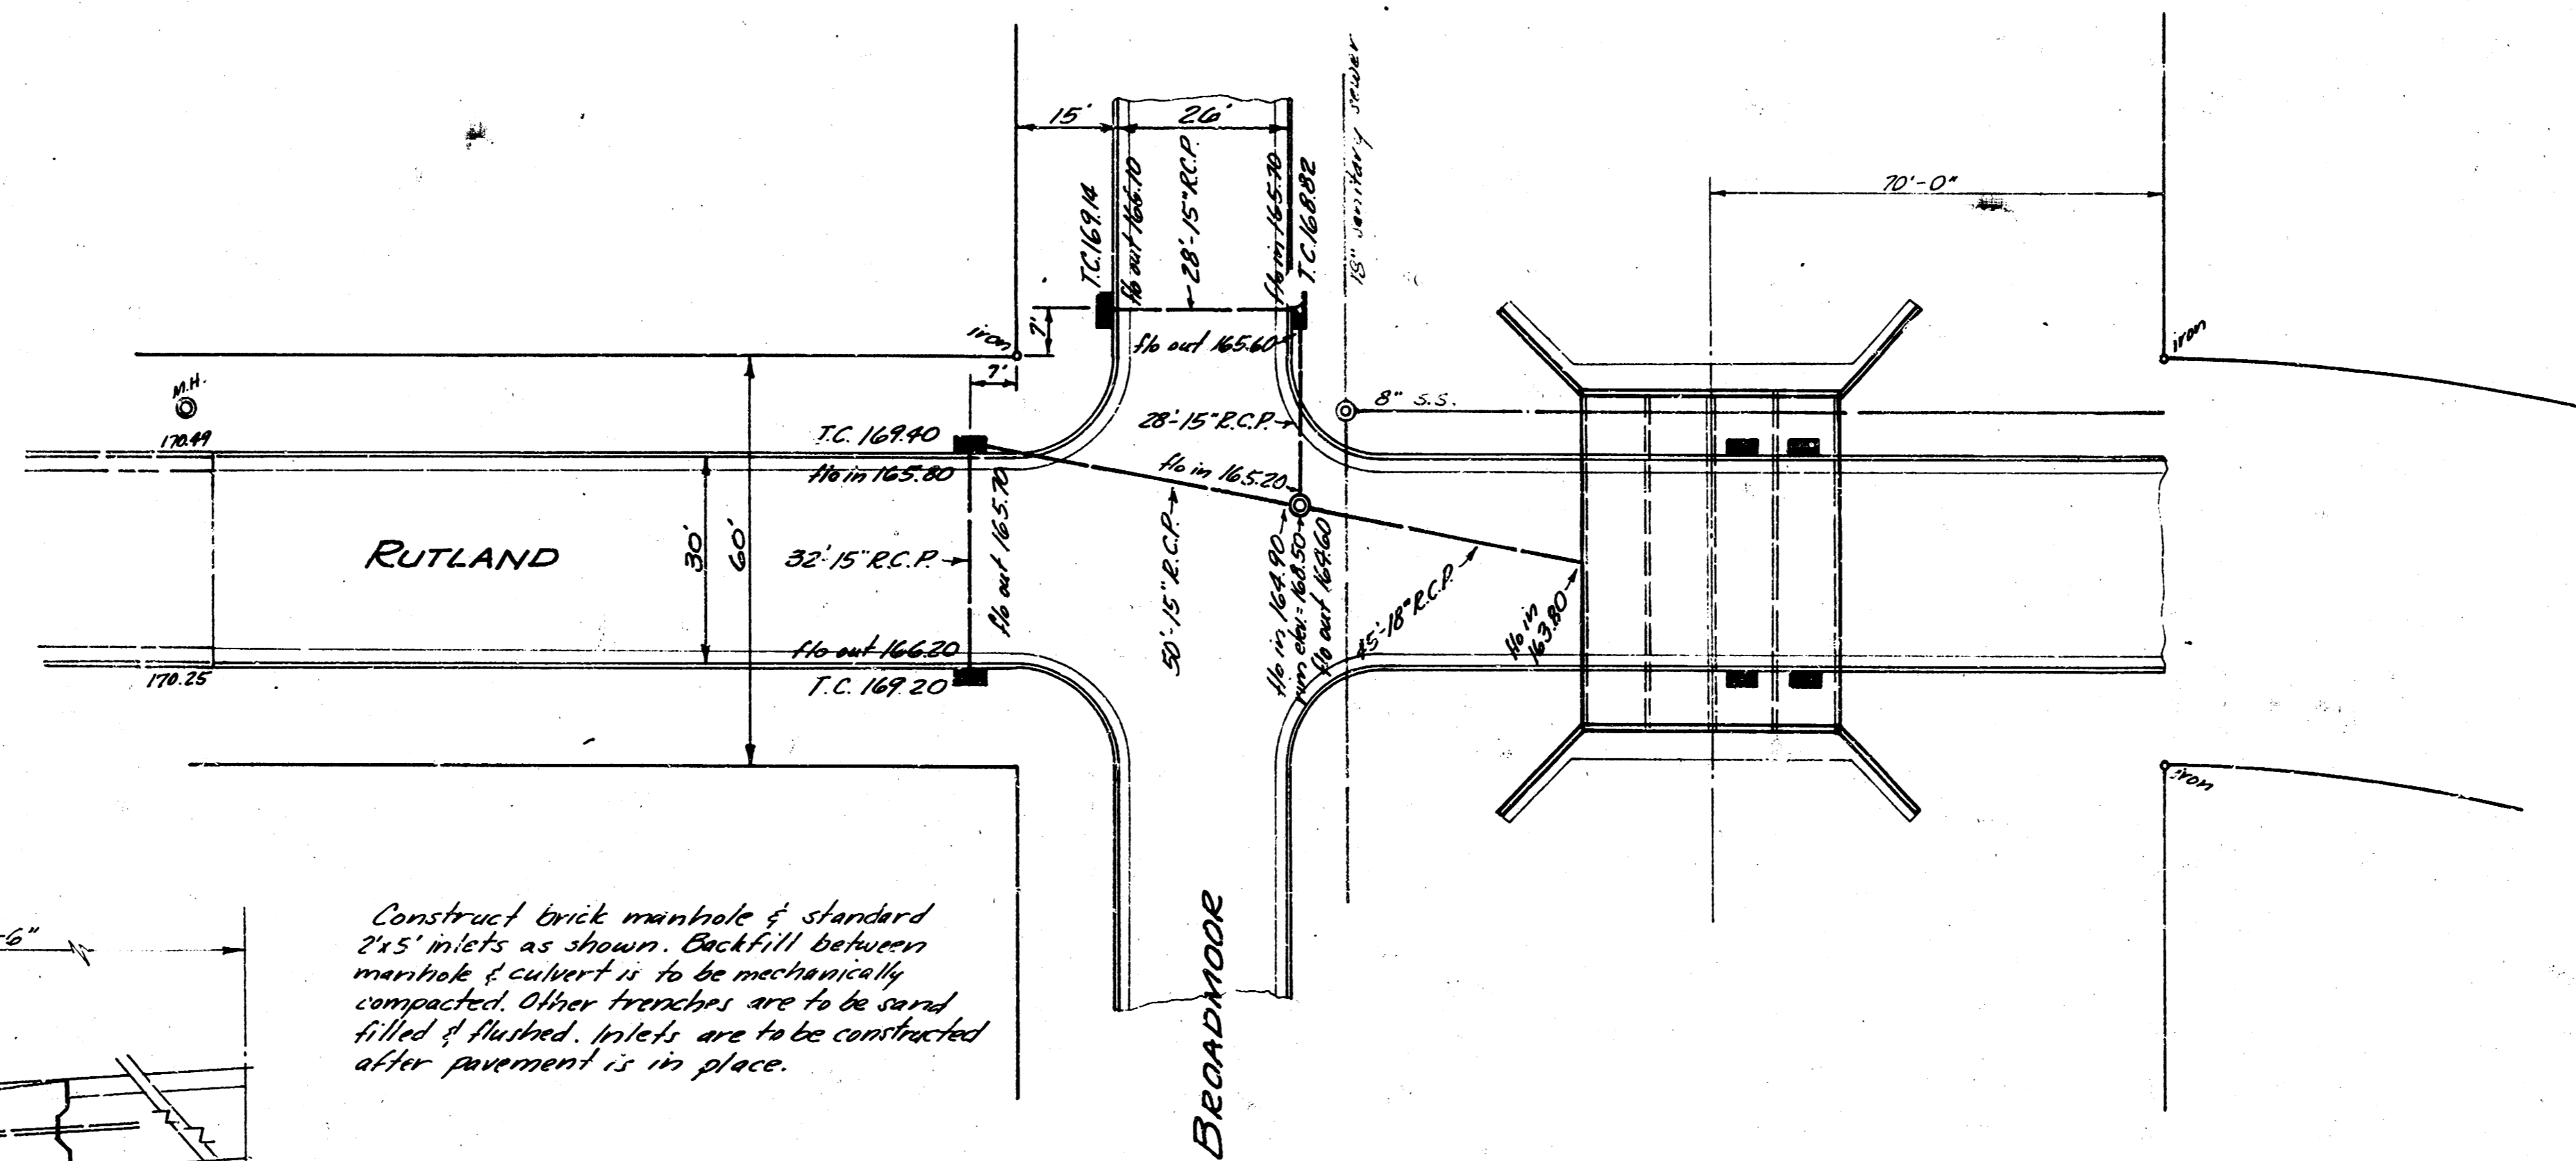 18" sanitary sewer
15'
26'
70'-0"
T.C. 169.14
flo out 166.10
28'-15" R.C.P.
flo in 165.70
T.C. 168.82
7'
iron
iron
flo out 165.60
7'
M.H.
8" S.S.
170.49
T.C. 169.40
28'-15" R.C.P.
flo in 165.80
flo in 165.20
flo out 165.70
RUTLAND
30'
60'
32'-15" R.C.P.
50'-15" R.C.P.
flo in 164.90
rim elev. = 168.50
flo out 164.60
45'-18" R.C.P.
flo in
163.80
flo out 166.20
170.25
T.C. 169.20
iron
BROADMOOR
-6"
Construct brick manhole & standard
2'x5' inlets as shown. Backfill between
manhole & culvert is to be mechanically
compacted. Other trenches are to be sand
filled & flushed. Inlets are to be constructed
after pavement is in place.